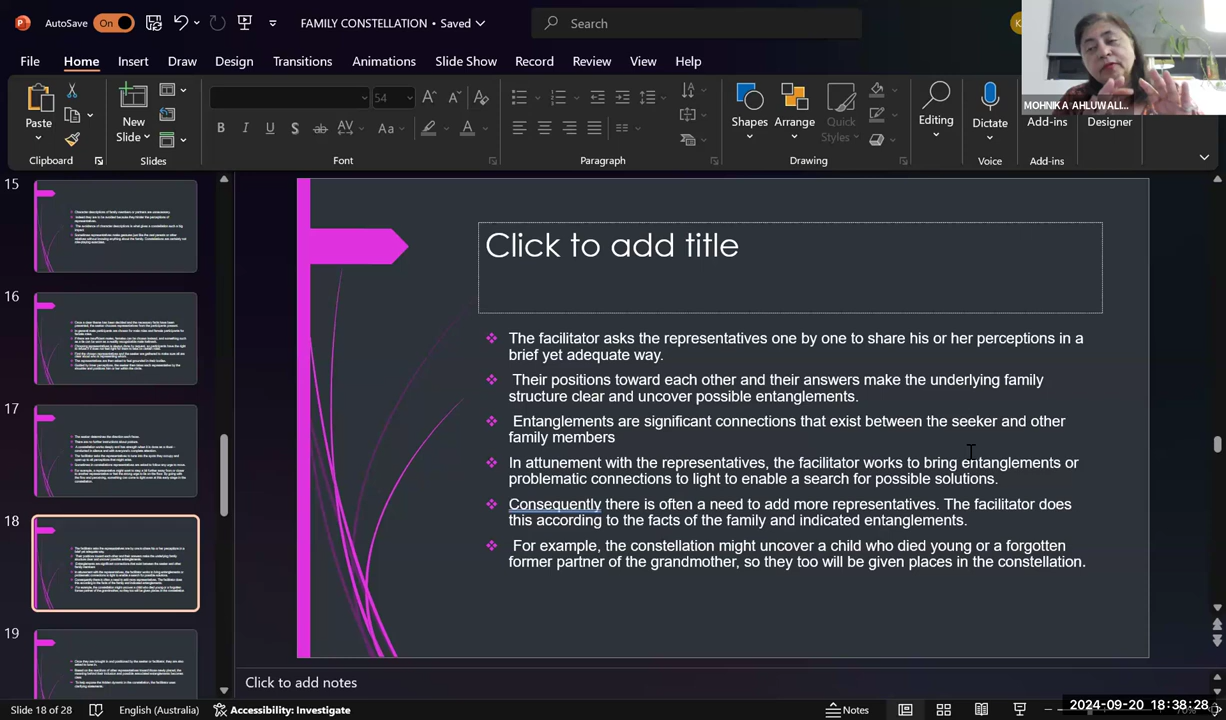 AutoSave On FAMILY CONSTELLATION • Saved Search
File Home Insert Draw Design Transitions Animations Slide Show Record Review View Help
MOHNIKA AHLUWALI...
54
Paste New Slide Shapes Arrange Quick Styles Editing Dictate Add-ins Designer
B I U S ab AV Aa A
Clipboard Slides Font Paragraph Drawing Voice Add-ins
15
16
17
18
19
Click to add title
The facilitator asks the representatives one by one to share his or her perceptions in a
brief yet adequate way.
Their positions toward each other and their answers make the underlying family
structure clear and uncover possible entanglements.
Entanglements are significant connections that exist between the seeker and other
family members
In attunement with the representatives, the facilitator works to bring entanglements or
problematic connections to light to enable a search for possible solutions.
Consequently there is often a need to add more representatives. The facilitator does
this according to the facts of the family and indicated entanglements.
For example, the constellation might uncover a child who died young or a forgotten
former partner of the grandmother, so they too will be given places in the constellation.
Click to add notes
Slide 18 of 28 English (Australia) Accessibility: Investigate Notes
2024-09-20 18:38:28